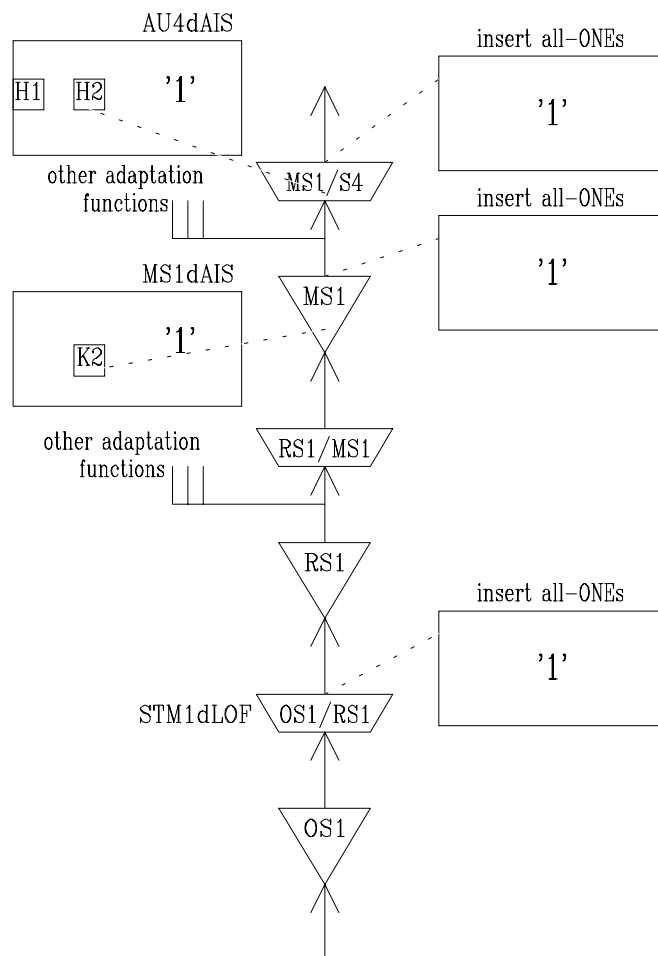 AU4dAIS
insert all-ONEs
H1 H2 '1'
'1'
other adaptation
functions
MS1/S4
insert all-ONEs
'1'
MS1dAIS
MS1
'1'
K2
other adaptation
functions
RS1/MS1
RS1
insert all-ONEs
'1'
STM1dLOF
OS1/RS1
OS1